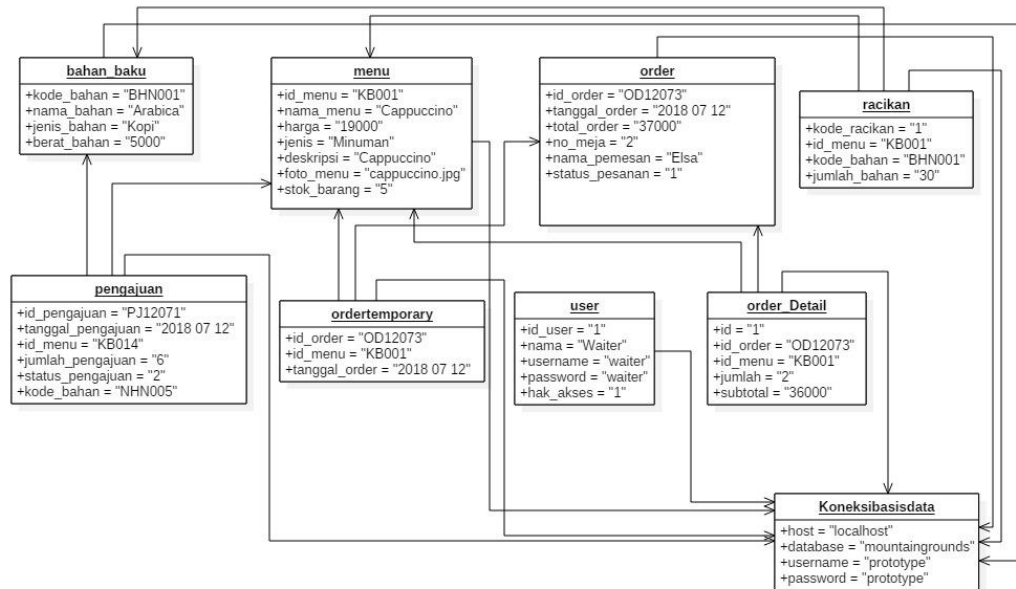 bahan_baku
+kode_bahan = "BHN001"
+nama_bahan = "Arabica"
+jenis_bahan = "Kopi"
+berat_bahan = "5000"
menu
+id_menu = "KB001"
+nama_menu = "Cappuccino"
+harga = "19000"
+jenis = "Minuman"
+deskripsi = "Cappuccino"
+foto_menu = "cappuccino.jpg"
+stok_barang = "5"
order
+id_order = "OD12073"
+tanggal_order = "2018 07 12"
+total_order = "37000"
+no_meja = "2"
+nama_pemesan = "Elsa"
+status_pesanan = "1"
racikan
+kode_racikan = "1"
+id_menu = "KB001"
+kode_bahan = "BHN001"
+jumlah_bahan = "30"
pengajuan
+id_pengajuan = "PJ12071"
+tanggal_pengajuan = "2018 07 12"
+id_menu = "KB014"
+jumlah_pengajuan = "6"
+status_pengajuan = "2"
+kode_bahan = "NHN005"
ordertemporary
+id_order = "OD12073"
+id_menu = "KB001"
+tanggal_order = "2018 07 12"
user
+id_user = "1"
+nama = "Waiter"
+username = "waiter"
+password = "waiter"
+hak_akses = "1"
order_Detail
+id = "1"
+id_order = "OD12073"
+id_menu = "KB001"
+jumlah = "2"
+subtotal = "36000"
Koneksibasisdata
+host = "localhost"
+database = "mountaingrounds"
+username = "prototype"
+password = "prototype"